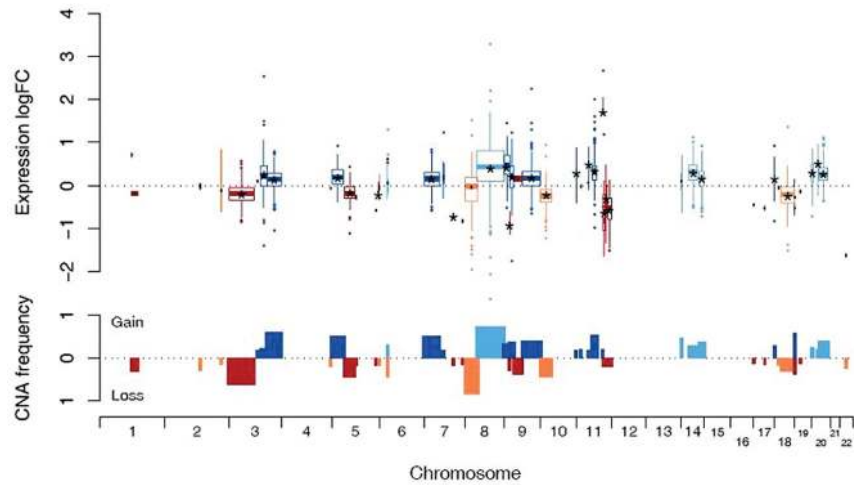 Expression logFC
4
3
2
1
0
−1
−2
CNA frequency
1
0
1
Gain
Loss
1 2 3 4 5 6 7 8 9 10 11 12 13 14 15 16 17 18 19 20 21 22
Chromosome